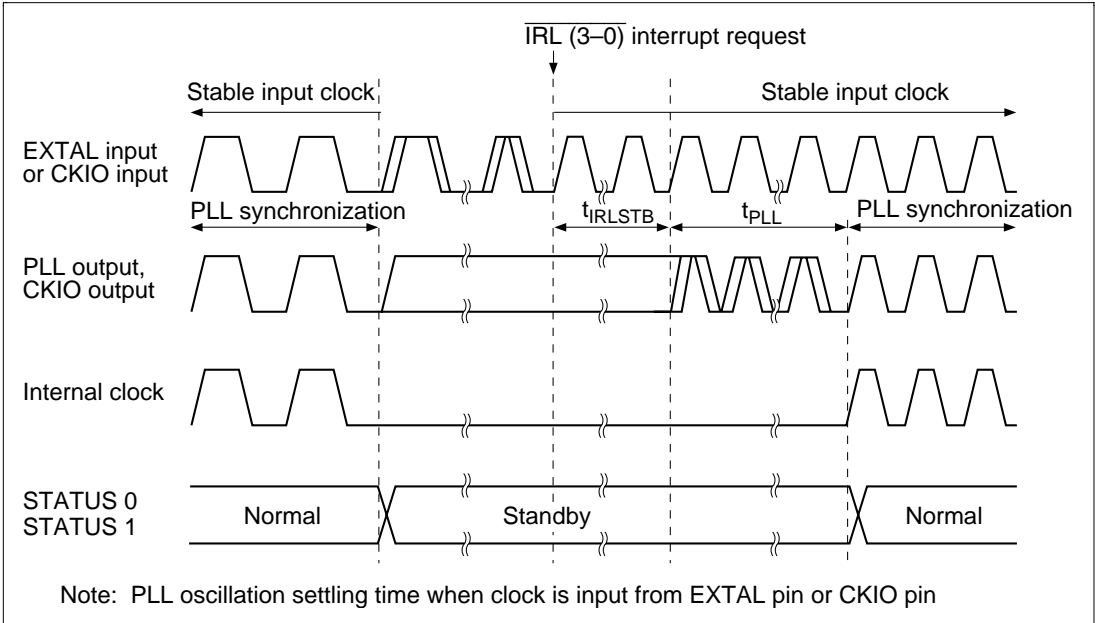 IRL (3–0) interrupt request
Stable input clock
Stable input clock
EXTAL input
or CKIO input
PLL synchronization
tIRLSTB
tPLL
PLL synchronization
PLL output,
CKIO output
Internal clock
STATUS 0
STATUS 1
Normal
Standby
Normal
Note: PLL oscillation settling time when clock is input from EXTAL pin or CKIO pin